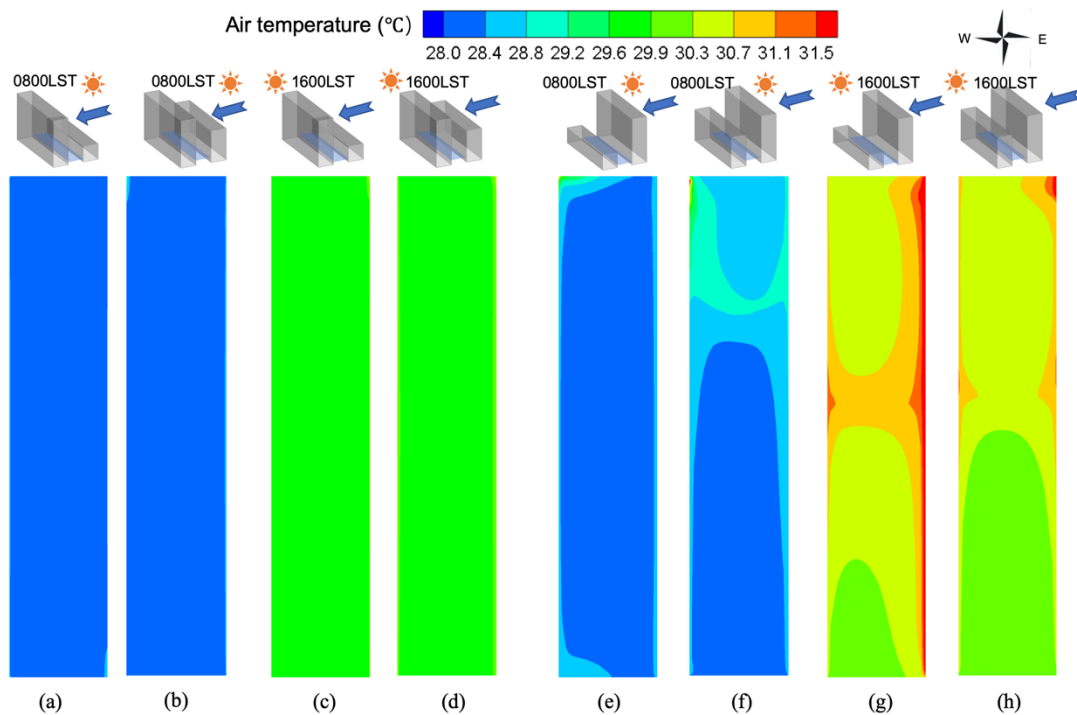 Air temperature (℃)
28.0 28.4 28.8 29.2 29.6 29.9 30.3 30.7 31.1 31.5
W E
0800LST 0800LST 1600LST 1600LST 0800LST 0800LST 1600LST 1600LST
(a) (b) (c) (d) (e) (f) (g) (h)